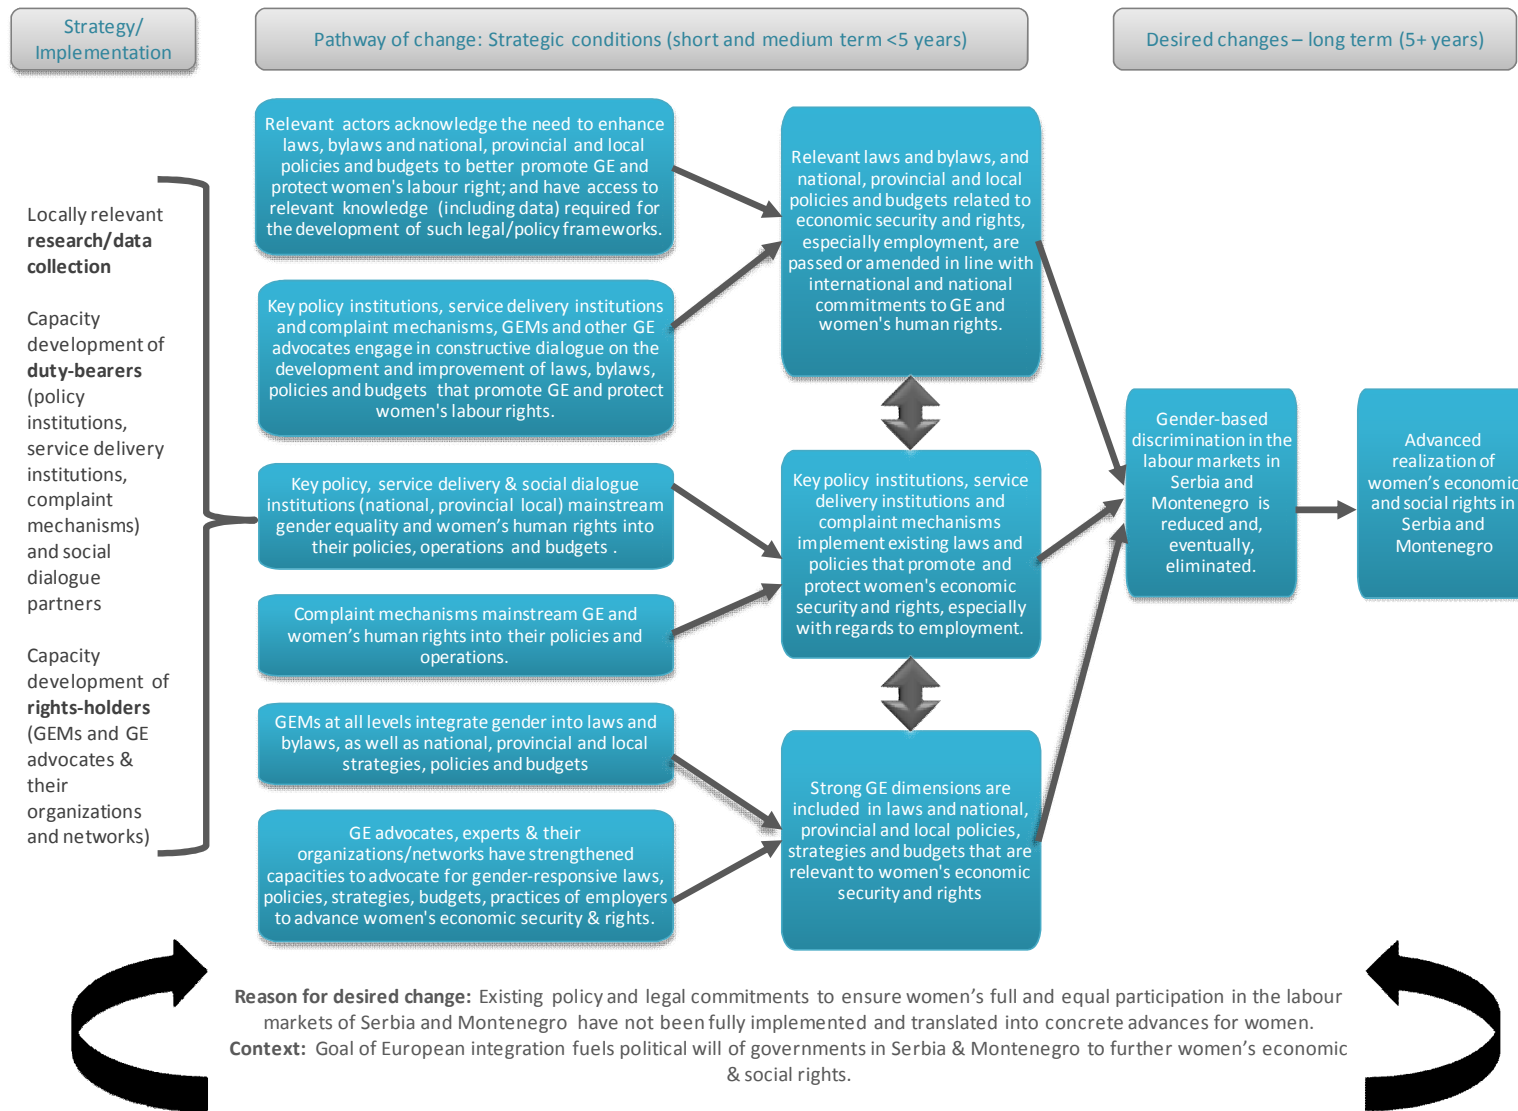 Strategy/
Implementation
Pathway of change: Strategic conditions (short and medium term <5 years)
Desired changes – long term (5+ years)
Locally relevant
research/data
collection
Capacity
development of
duty-bearers
(policy
institutions,
service delivery
institutions,
complaint
mechanisms)
and social
dialogue
partners
Capacity
development of
rights-holders
(GEMs and GE
advocates &
their
organizations
and networks)
Relevant actors acknowledge the need to enhance
laws, bylaws and national, provincial and local
policies and budgets to better promote GE and
protect women's labour right; and have access to
relevant knowledge (including data) required for
the development of such legal/policy frameworks.
Key policy institutions, service delivery institutions
and complaint mechanisms, GEMs and other GE
advocates engage in constructive dialogue on the
development and improvement of laws, bylaws,
policies and budgets that promote GE and protect
women's labour rights.
Key policy, service delivery & social dialogue
institutions (national, provincial local) mainstream
gender equality and women’s human rights into
their policies, operations and budgets .
Complaint mechanisms mainstream GE and
women’s human rights into their policies and
operations.
GEMs at all levels integrate gender into laws and
bylaws, as well as national, provincial and local
strategies, policies and budgets
GE advocates, experts & their
organizations/networks have strengthened
capacities to advocate for gender-responsive laws,
policies, strategies, budgets, practices of employers
to advance women's economic security & rights.
Relevant laws and bylaws, and
national, provincial and local
policies and budgets related to
economic security and rights,
especially employment, are
passed or amended in line with
international and national
commitments to GE and
women's human rights.
Key policy institutions, service
delivery institutions and
complaint mechanisms
implement existing laws and
policies that promote and
protect women's economic
security and rights, especially
with regards to employment.
Strong GE dimensions are
included in laws and national,
provincial and local policies,
strategies and budgets that are
relevant to women's economic
security and rights
Gender-based
discrimination in the
labour markets in
Serbia and
Montenegro is
reduced and,
eventually,
eliminated.
Advanced
realization of
women’s economic
and social rights in
Serbia and
Montenegro
Reason for desired change: Existing policy and legal commitments to ensure women’s full and equal participation in the labour
markets of Serbia and Montenegro have not been fully implemented and translated into concrete advances for women.
Context: Goal of European integration fuels political will of governments in Serbia & Montenegro to further women’s economic
& social rights.